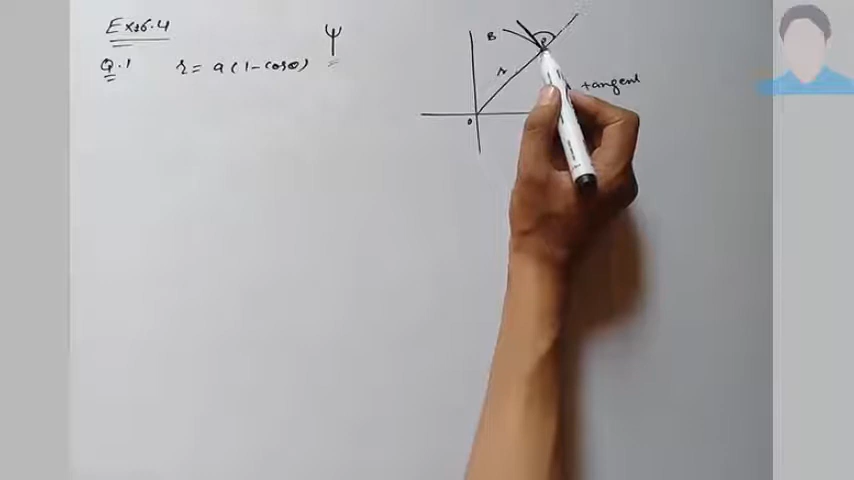 Ex:6.4
Q.1 r = a(1-cosθ) ψ
B
P
r
tangent
o